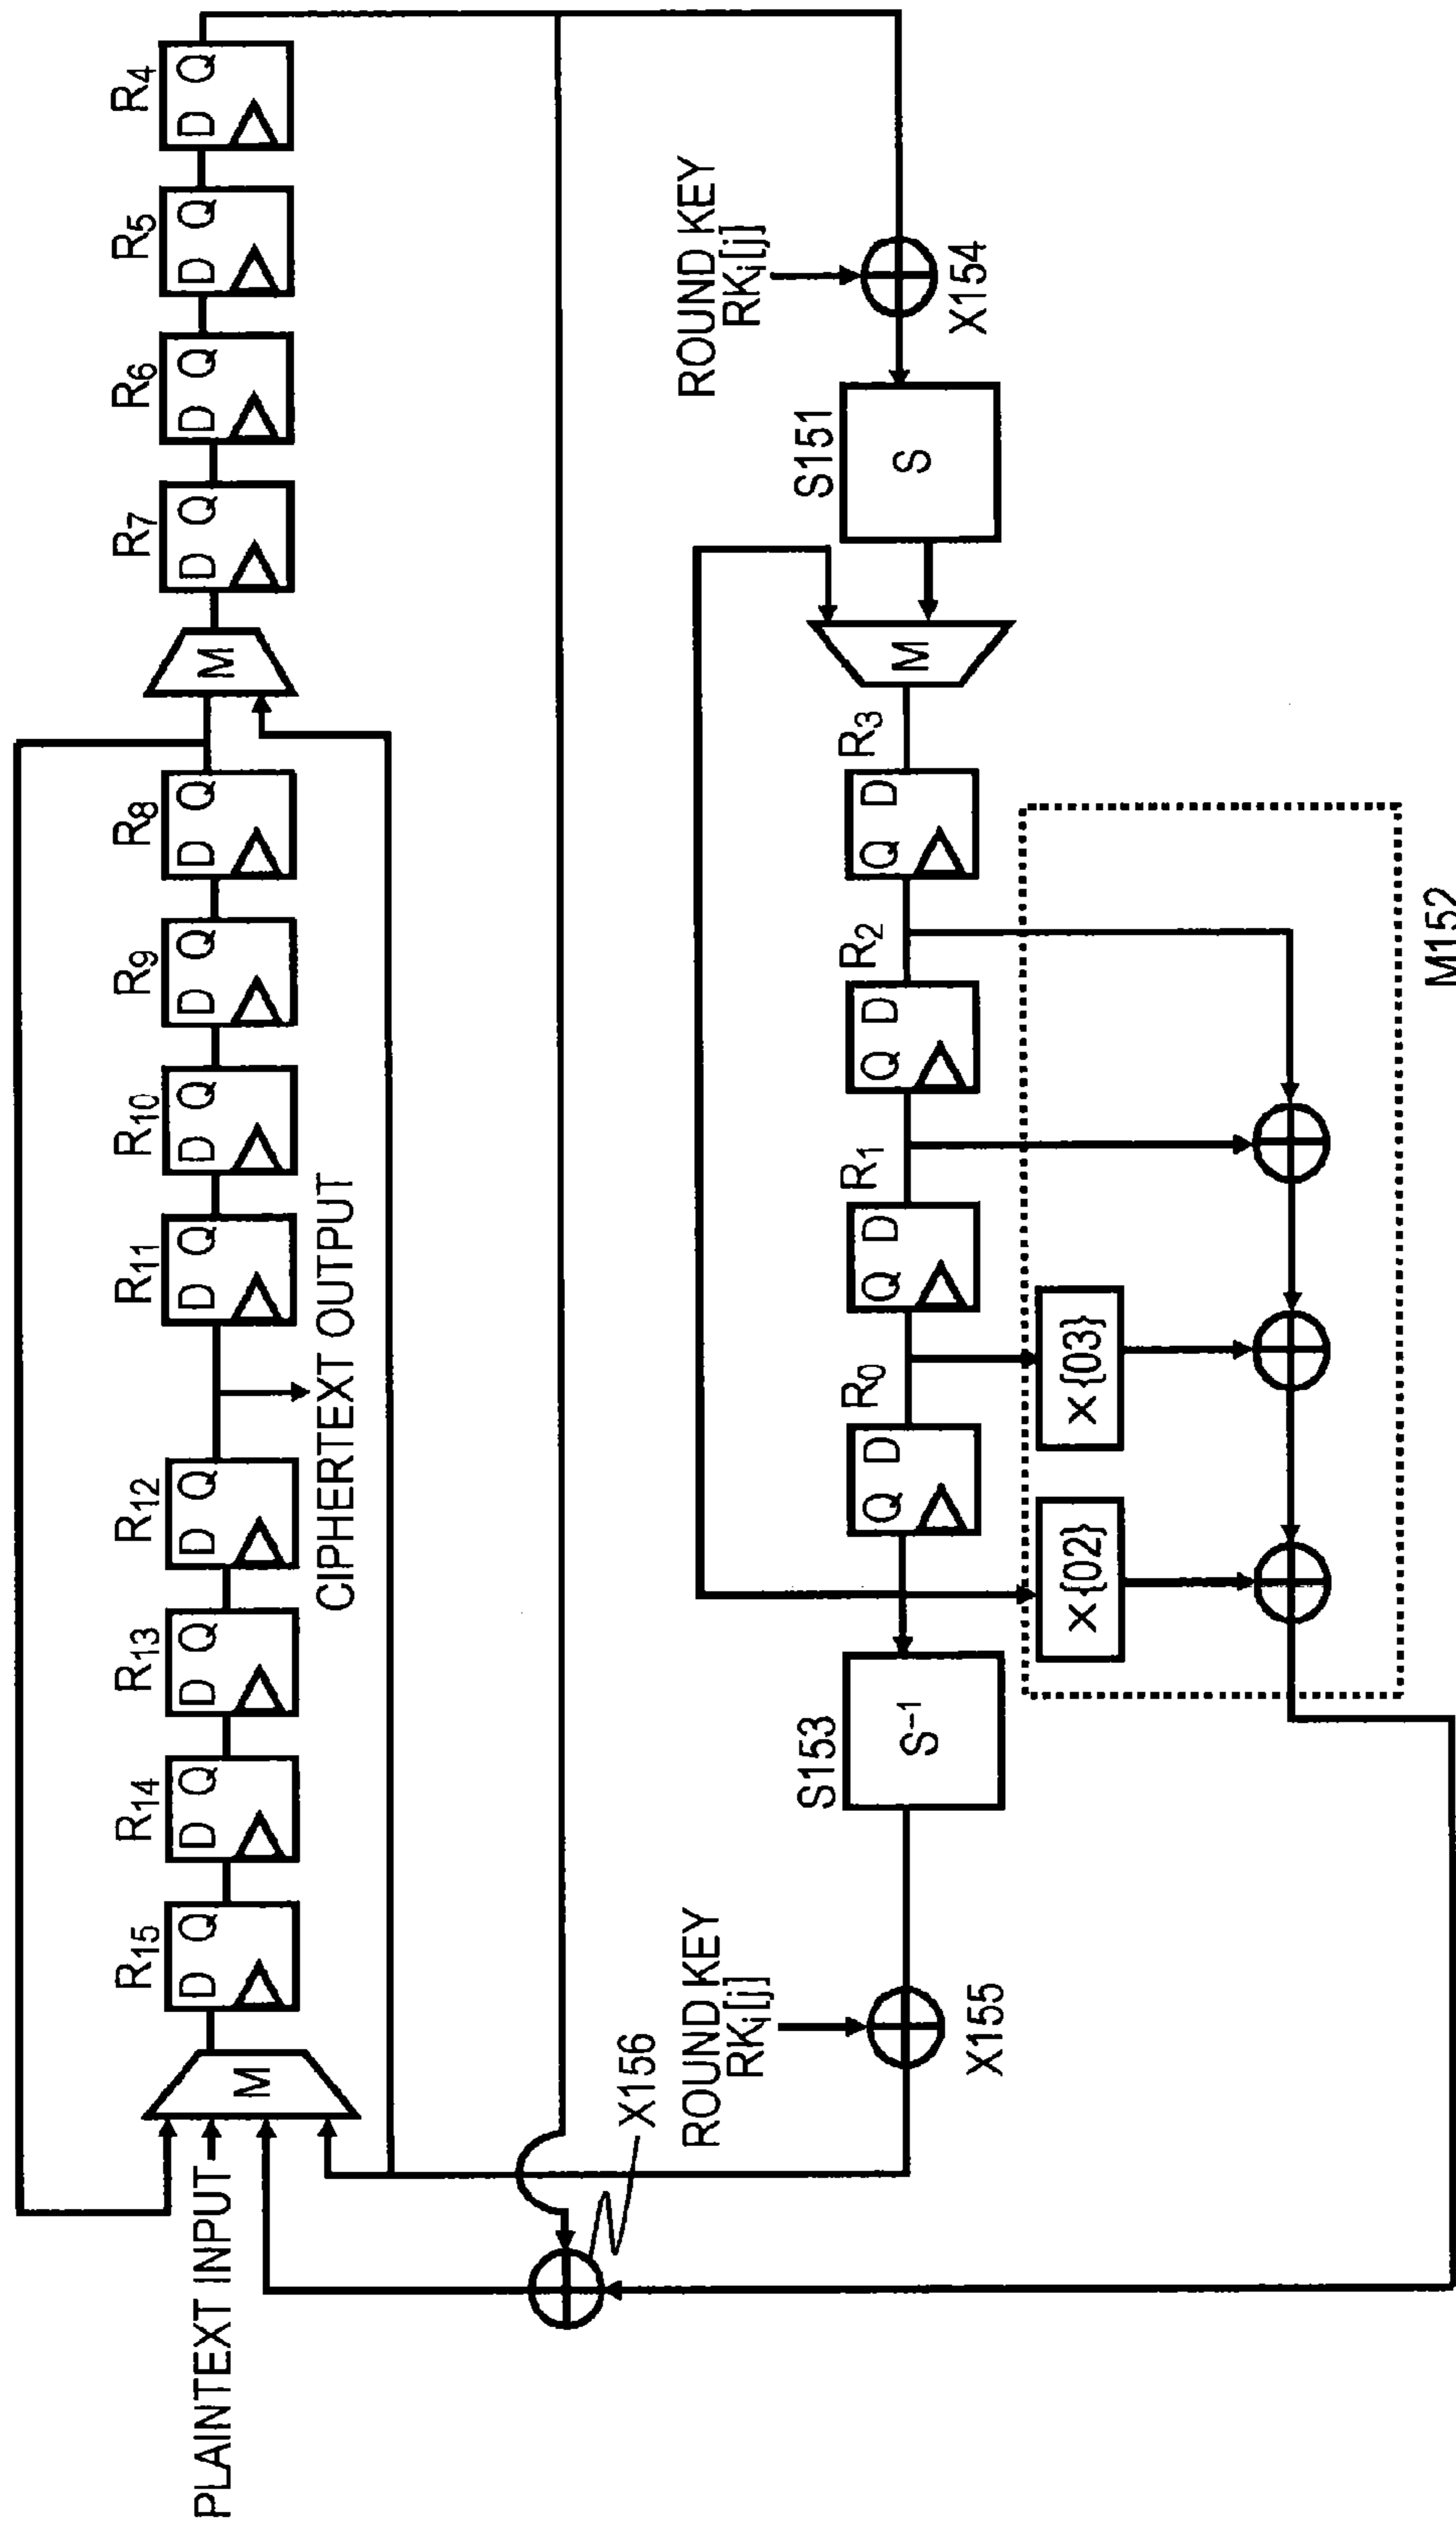 PLAINTEXT INPUT
M
R15
D Q
R14
D Q
R13
D Q
R12
D Q
CIPHERTEXT OUTPUT
R11
D Q
R10
D Q
R9
D Q
R8
D Q
M
R7
D Q
R6
D Q
R5
D Q
R4
D Q
X156
ROUND KEY
RKi[j]
X155
S153
S⁻¹
R0
Q D
R1
Q D
R2
Q D
R3
Q D
M
S151
S
ROUND KEY
RKi[j]
X154
×{02}
×{03}
M152